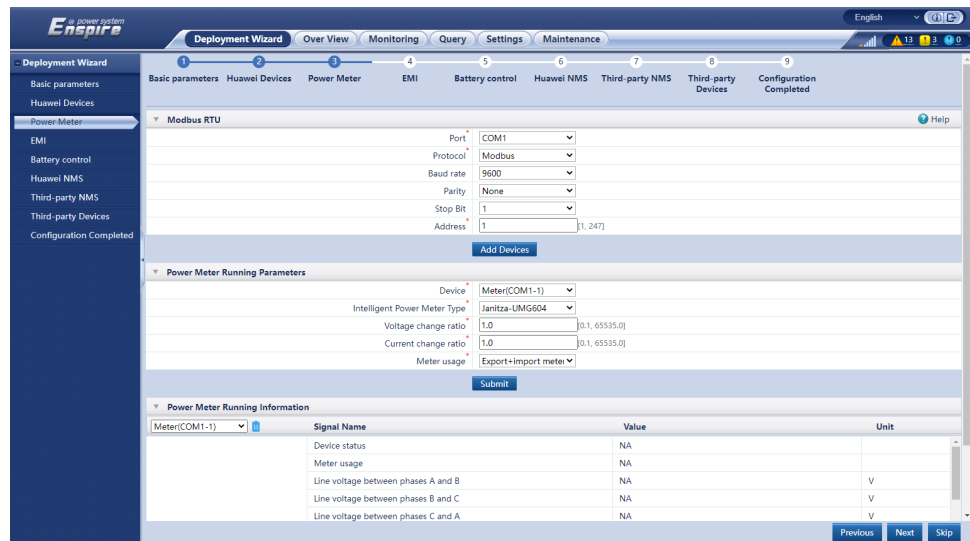 @ power system
Enspire
English
Deployment Wizard
Over View
Monitoring
Query
Settings
Maintenance
13
3
0
Deployment Wizard
Basic parameters
Huawei Devices
Power Meter
EMI
Battery control
Huawei NMS
Third-party NMS
Third-party Devices
Configuration Completed
1 2 3 4 5 6 7 8 9
Basic parameters Huawei Devices Power Meter EMI Battery control Huawei NMS Third-party NMS Third-party Devices Configuration Completed
Modbus RTU
Help
Port * COM1
Protocol * Modbus
Baud rate 9600
Parity * None
Stop Bit 1
Address * 1 [1, 247]
Add Devices
Power Meter Running Parameters
Device * Meter(COM1-1)
Intelligent Power Meter Type * Janitza-UMG604
Voltage change ratio * 1.0 [0.1, 65535.0]
Current change ratio * 1.0 [0.1, 65535.0]
Meter usage * Export+import meter
Submit
Power Meter Running Information
Meter(COM1-1) Signal Name Value Unit
Device status NA
Meter usage NA
Line voltage between phases A and B NA V
Line voltage between phases B and C NA V
Line voltage between phases C and A NA V
Previous Next Skip